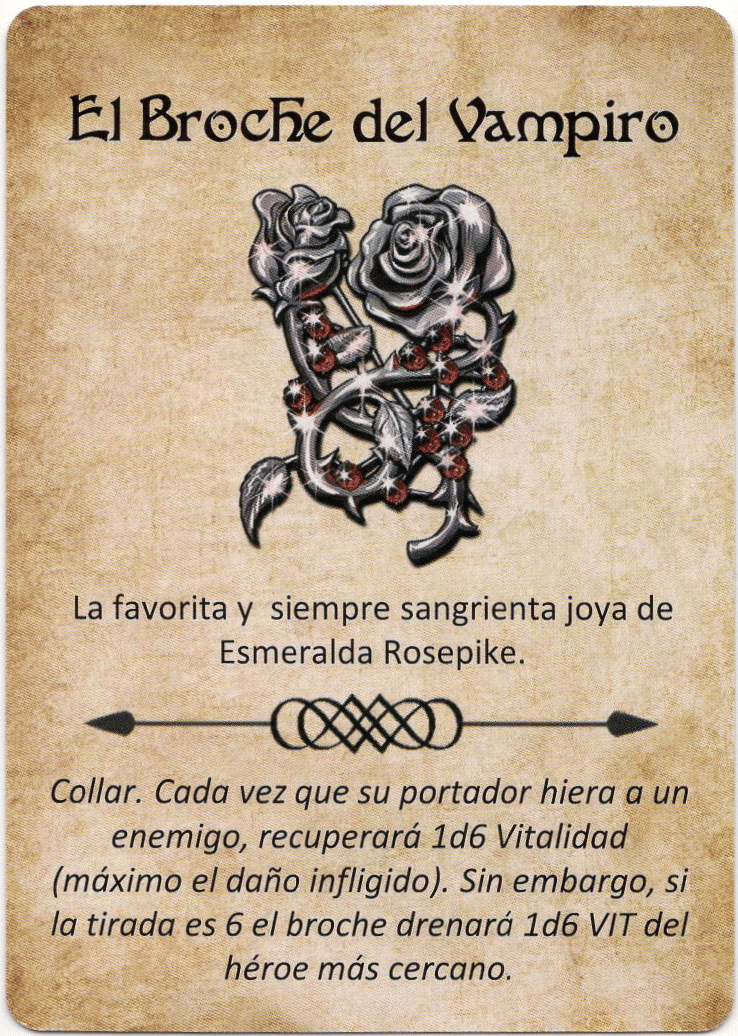 El Broche del Vampiro
La favorita y  siempre sangrienta joya de
Esmeralda Rosepike.
Collar. Cada vez que su portador hiera a un
enemigo, recuperará 1d6 Vitalidad
(máximo el daño infligido). Sin embargo, si
la tirada es 6 el broche drenará 1d6 VIT del
héroe más cercano.